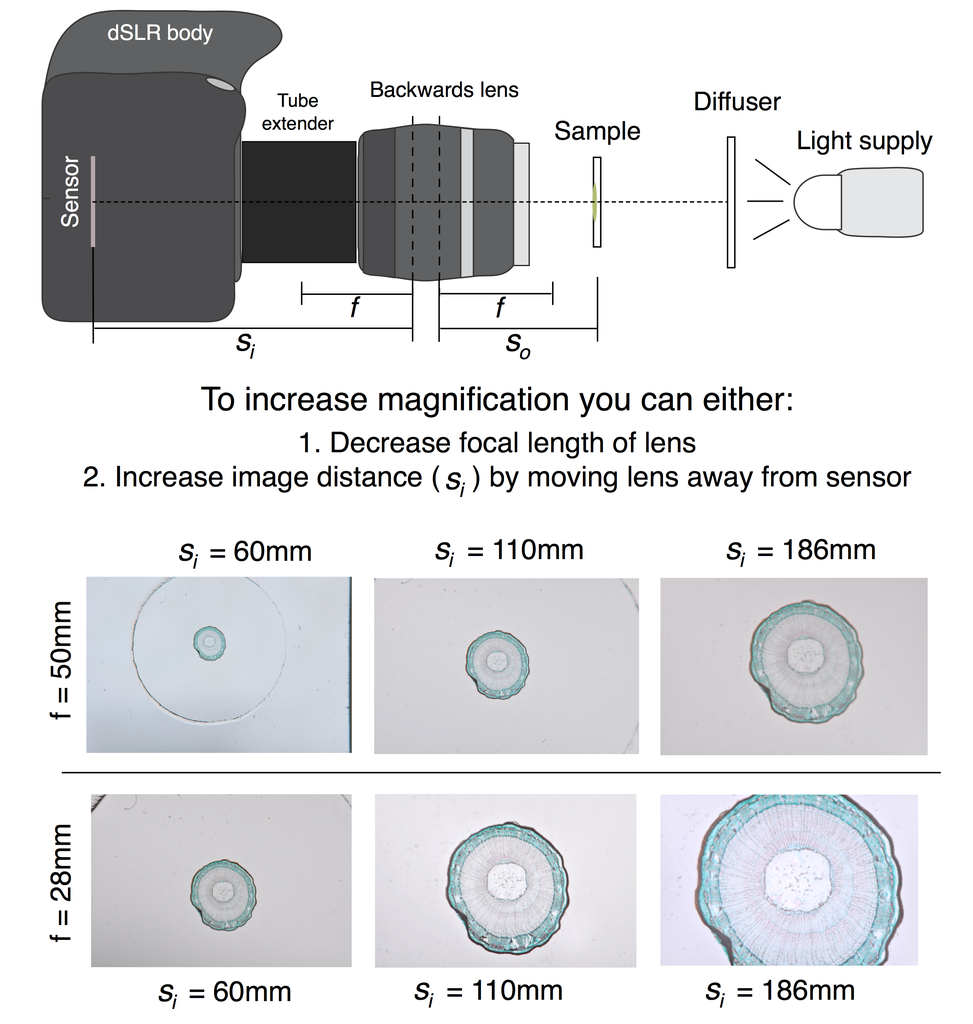 dSLR body
Tube
extender
Backwards lens
Sample
Diffuser
Light supply
Sensor
f
f
si
so
To increase magnification you can either:
1. Decrease focal length of lens
2. Increase image distance (si) by moving lens away from sensor
si = 60mm
si = 110mm
si = 186mm
f = 50mm
f = 28mm
si = 60mm
si = 110mm
si = 186mm